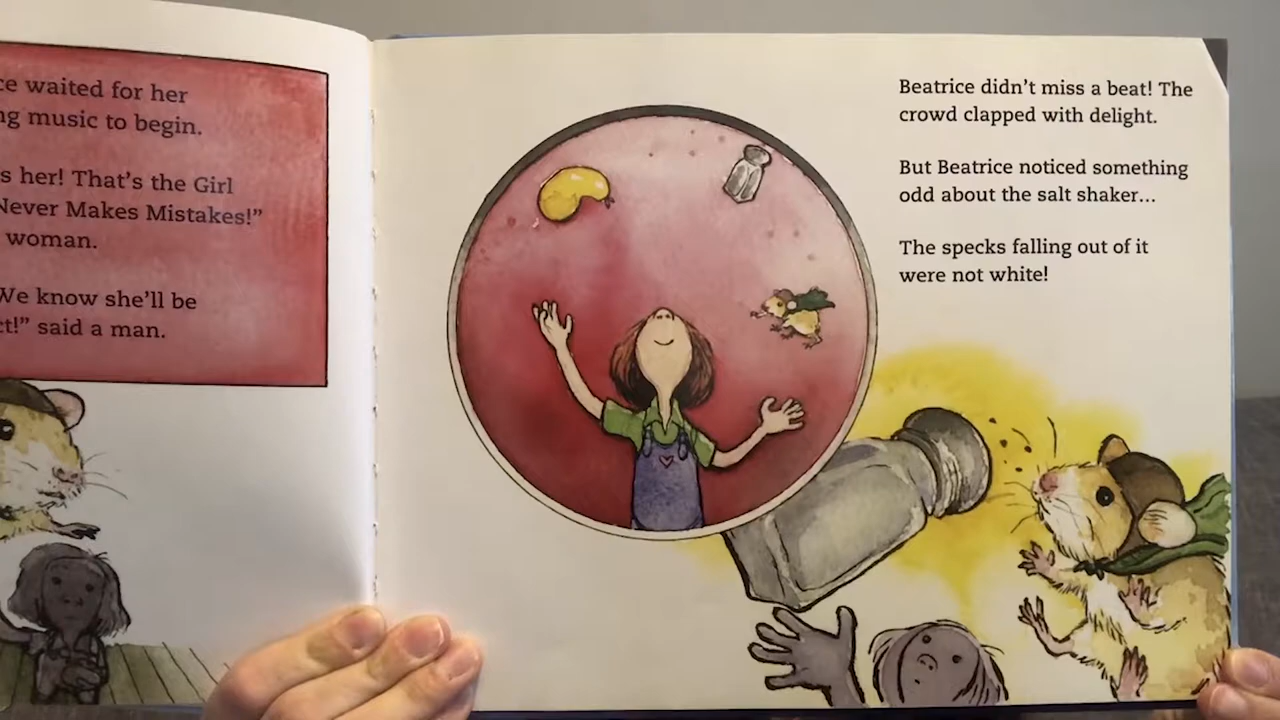 ce waited for her
ng music to begin.
s her! That's the Girl
Never Makes Mistakes!”
woman.
We know she'll be
ct!” said a man.
Beatrice didn't miss a beat! The
crowd clapped with delight.
But Beatrice noticed something
odd about the salt shaker...
The specks falling out of it
were not white!